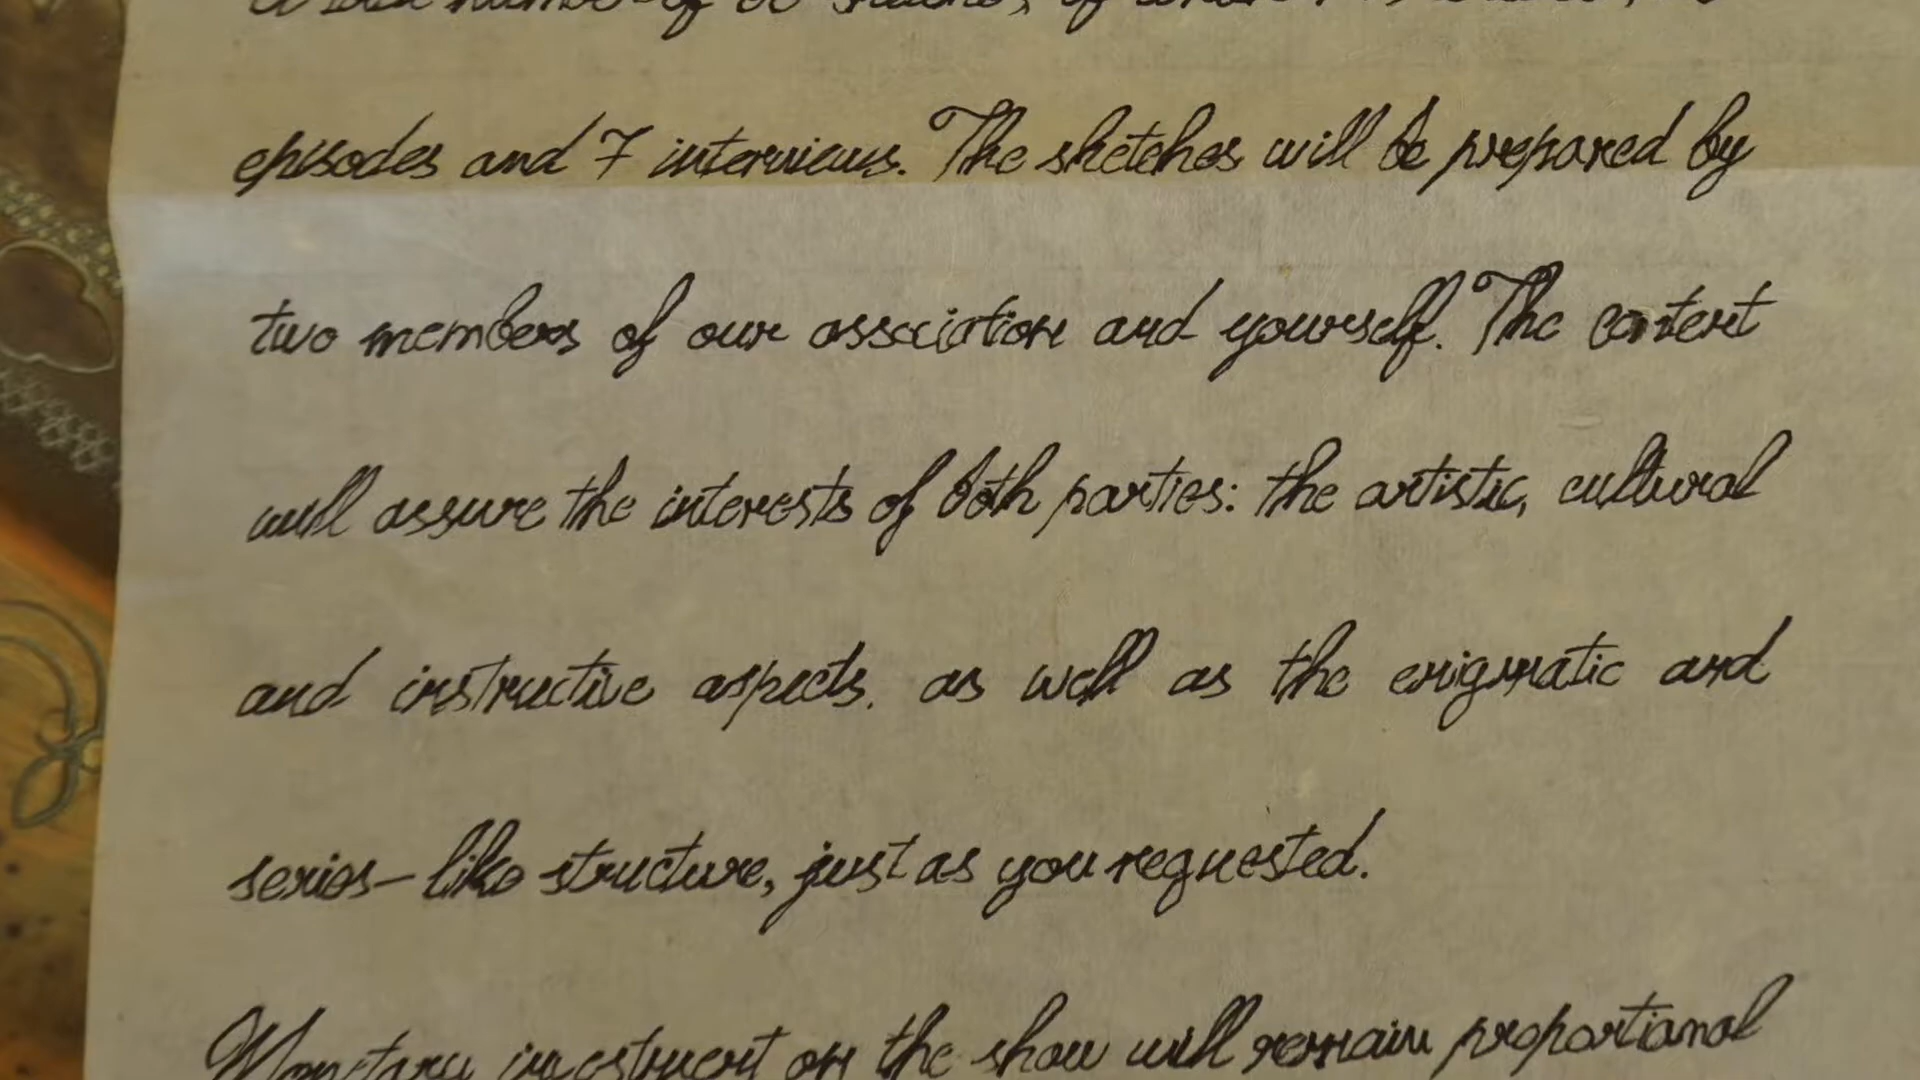 number of
episodes and 7 interviews. The sketches will be prepared by
two members of our association and yourself. The content
will assure the interests of both parties: the artistic, cultural
and instructive aspects, as well as the enigmatic and
series-like structure, just as you requested.
Monetary investment on the show will remain proportional